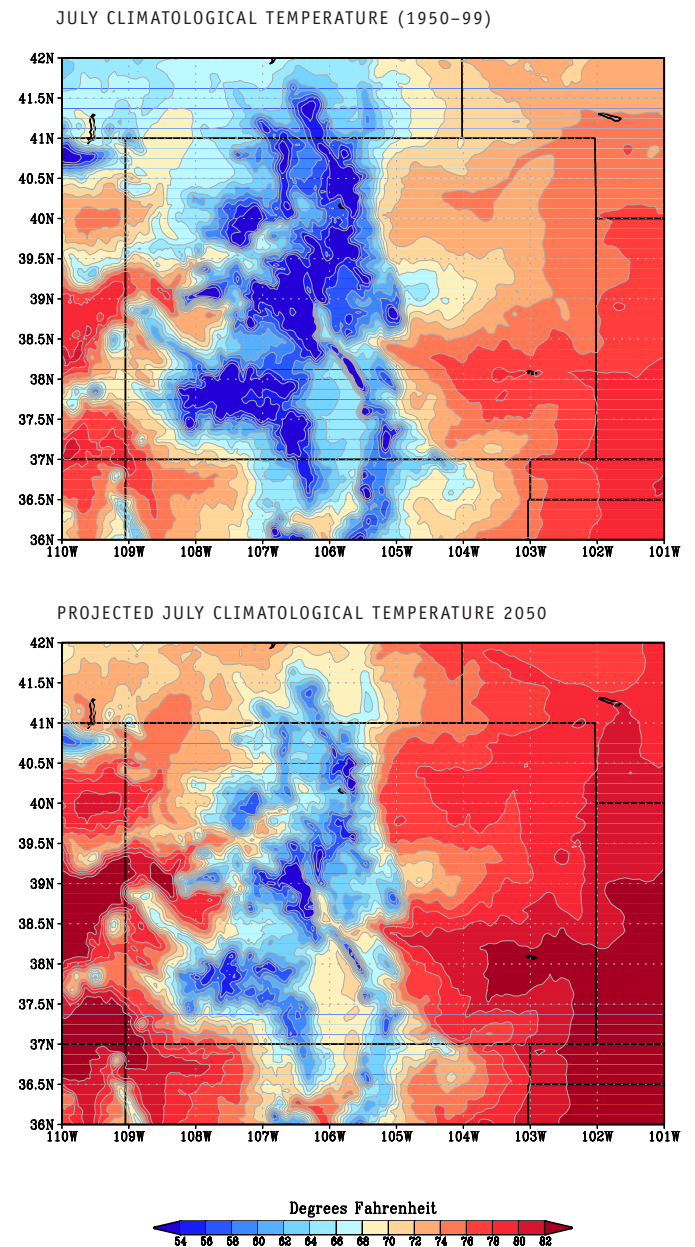 JULY CLIMATOLOGICAL TEMPERATURE (1950–99)
42N
41.5N
41N
40.5N
40N
39.5N
39N
38.5N
38N
37.5N
37N
36.5N
36N
110W 109W 108W 107W 106W 105W 104W 103W 102W 101W
PROJECTED JULY CLIMATOLOGICAL TEMPERATURE 2050
42N
41.5N
41N
40.5N
40N
39.5N
39N
38.5N
38N
37.5N
37N
36.5N
36N
110W 109W 108W 107W 106W 105W 104W 103W 102W 101W
Degrees Fahrenheit
54 56 58 60 62 64 66 68 70 72 74 76 78 80 82